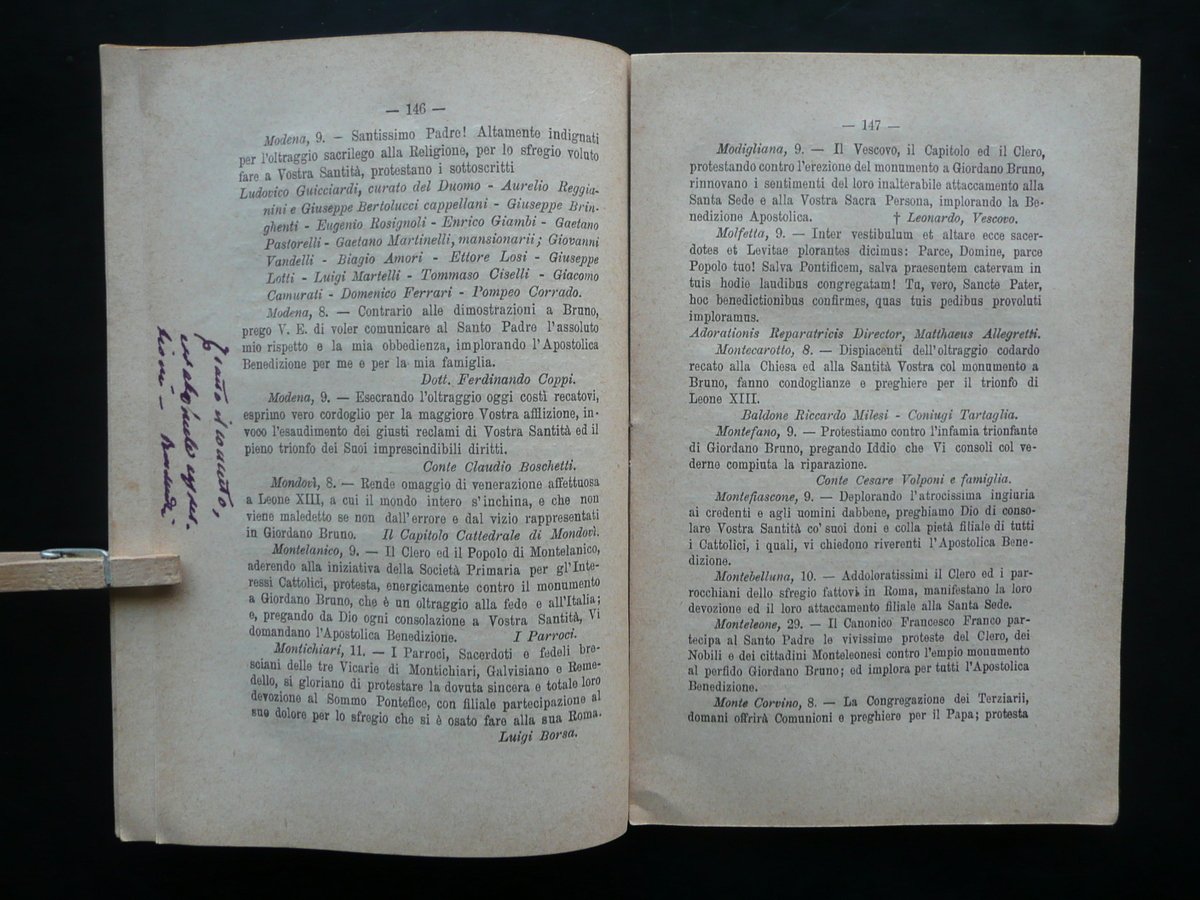 — 146 —
Modena, 9. — Santissimo Padre! Altamente indignati
per l'oltraggio sacrilego alla Religione, per lo sfregio voluto
fare a Vostra Santità, protestano i sottoscritti
Ludovico Guicciardi, curato del Duomo - Aurelio Reggia-
nini e Giuseppe Bertolucci cappellani - Giuseppe Brin-
ghenti - Eugenio Rosignoli - Enrico Giambi - Gaetano
Pastorelli - Gaetano Martinelli, mansionarii; Giovanni
Vandelli - Biagio Amori - Ettore Losi - Giuseppe
Lotti - Luigi Martelli - Tommaso Ciselli - Giacomo
Camurati - Domenico Ferrari - Pompeo Corrado.
Modena, 8. — Contrario alle dimostrazioni a Bruno,
prego V. E. di voler comunicare al Santo Padre l'assoluto
mio rispetto e la mia obbedienza, implorando l'Apostolica
Benedizione per me e per la mia famiglia.
Dott. Ferdinando Coppi.
Modena, 9. — Esecrando l'oltraggio oggi costì recatovi,
esprimo vero cordoglio per la maggiore Vostra afflizione, in-
voco l'esaudimento dei giusti reclami di Vostra Santità ed il
pieno trionfo dei Suoi imprescindibili diritti.
Conte Claudio Boschetti.
Mondovì, 8. — Rende omaggio di venerazione affettuosa
a Leone XIII, a cui il mondo intero s'inchina, e che non
viene maledetto se non dall'errore e dal vizio rappresentati
in Giordano Bruno. Il Capitolo Cattedrale di Mondovì.
Montelanico, 9. — Il Clero ed il Popolo di Montelanico,
aderendo alla iniziativa della Società Primaria per gl'Inte-
ressi Cattolici, protesta, energicamente contro il monumento
a Giordano Bruno, che è un oltraggio alla fede e all'Italia;
e, pregando da Dio ogni consolazione a Vostra Santità, Vi
domandano l'Apostolica Benedizione. I Parroci.
Montichiari, 11. — I Parroci, Sacerdoti e fedeli bre-
sciani delle tre Vicarie di Montichiari, Galvisiano e Reme-
dello, si gloriano di protestare la dovuta sincera e totale loro
devozione al Sommo Pontefice, con filiale partecipazione al
suo dolore per lo sfregio che si è osato fare alla sua Roma.
Luigi Borsa.
— 147 —
Modigliana, 9. — Il Vescovo, il Capitolo ed il Clero,
protestando contro l'erezione del monumento a Giordano Bruno,
rinnovano i sentimenti del loro inalterabile attaccamento alla
Santa Sede e alla Vostra Sacra Persona, implorando la Be-
nedizione Apostolica. † Leonardo, Vescovo.
Molfetta, 9. — Inter vestibulum et altare ecce sacer-
dotes et Levitae plorantes dicimus: Parce, Domine, parce
Popolo tuo! Salva Pontificem, salva praesentem catervam in
tuis hodie laudibus congregatam! Tu, vero, Sancte Pater,
hoc benedictionibus confirmes, quas tuis pedibus provoluti
imploramus.
Adorationis Reparatricis Director, Matthaeus Allegretti.
Montecarotto, 8. — Dispiacenti dell'oltraggio codardo
recato alla Chiesa ed alla Santità Vostra col monumento a
Bruno, fanno condoglianze e preghiere per il trionfo di
Leone XIII.
Baldone Riccardo Milesi - Coniugi Tartaglia.
Montefano, 9. — Protestiamo contro l'infamia trionfante
di Giordano Bruno, pregando Iddio che Vi consoli col ve-
derne compiuta la riparazione.
Conte Cesare Volponi e famiglia.
Montefiascone, 9. — Deplorando l'atrocissima ingiuria
ai credenti e agli uomini dabbene, preghiamo Dio di conso-
lare Vostra Santità co' suoi doni e colla pietà filiale di tutti
i Cattolici, i quali, vi chiedono riverenti l'Apostolica Bene-
dizione.
Montebelluna, 10. — Addoloratissimi il Clero ed i par-
rocchiani dello sfregio fattovi in Roma, manifestano la loro
devozione ed il loro attaccamento filiale alla Santa Sede.
Monteleone, 29. — Il Canonico Francesco Franco par-
tecipa al Santo Padre le vivissime proteste del Clero, dei
Nobili e dei cittadini Monteleonesi contro l'empio monumento
al perfido Giordano Bruno; ed implora per tutti l'Apostolica
Benedizione.
Monte Corvino, 8. — La Congregazione dei Terziarii,
domani offrirà Comunioni e preghiere per il Papa; protesta